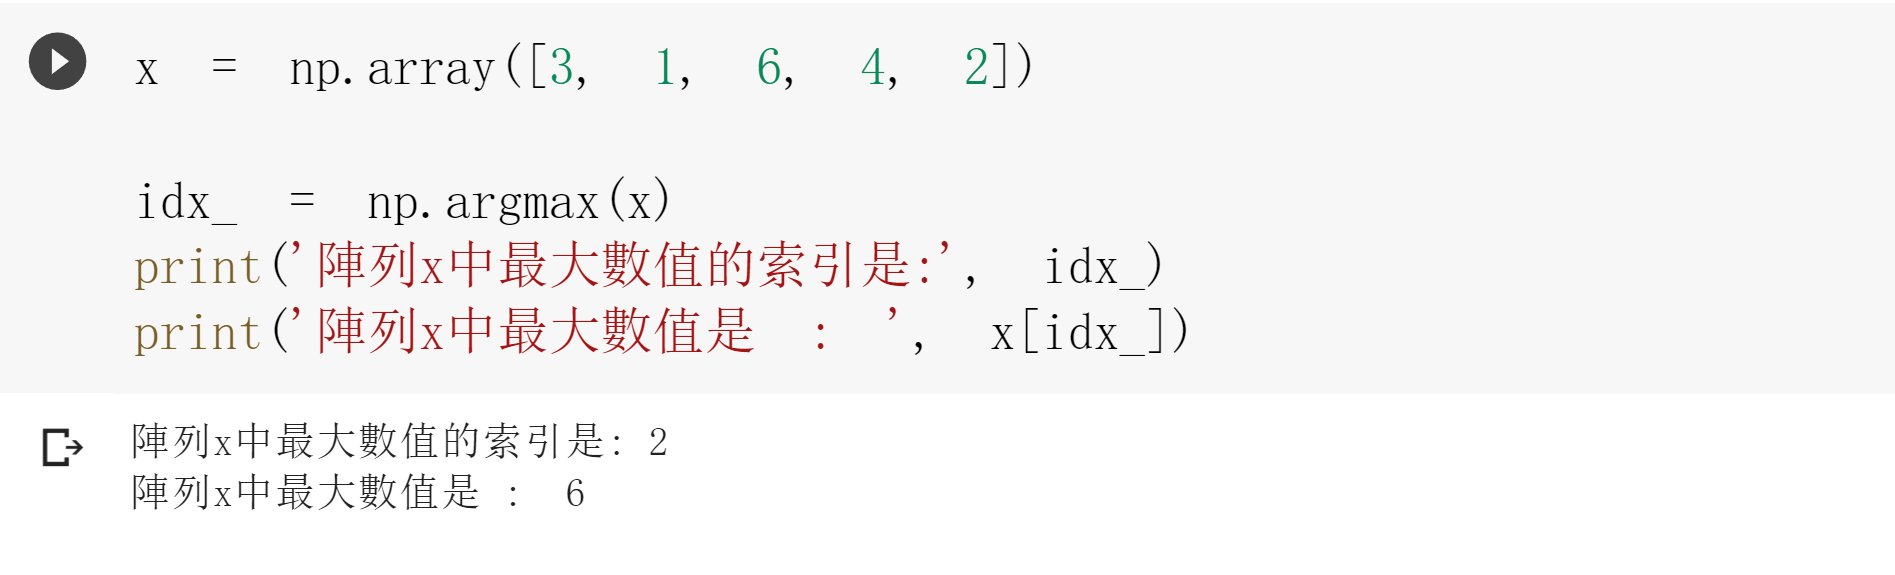 x = np.array([3, 1, 6, 4, 2])
idx_ = np.argmax(x)
print('陣列x中最大數值的索引是:', idx_)
print('陣列x中最大數值是 : ', x[idx_])
陣列x中最大數值的索引是: 2
陣列x中最大數值是 :  6